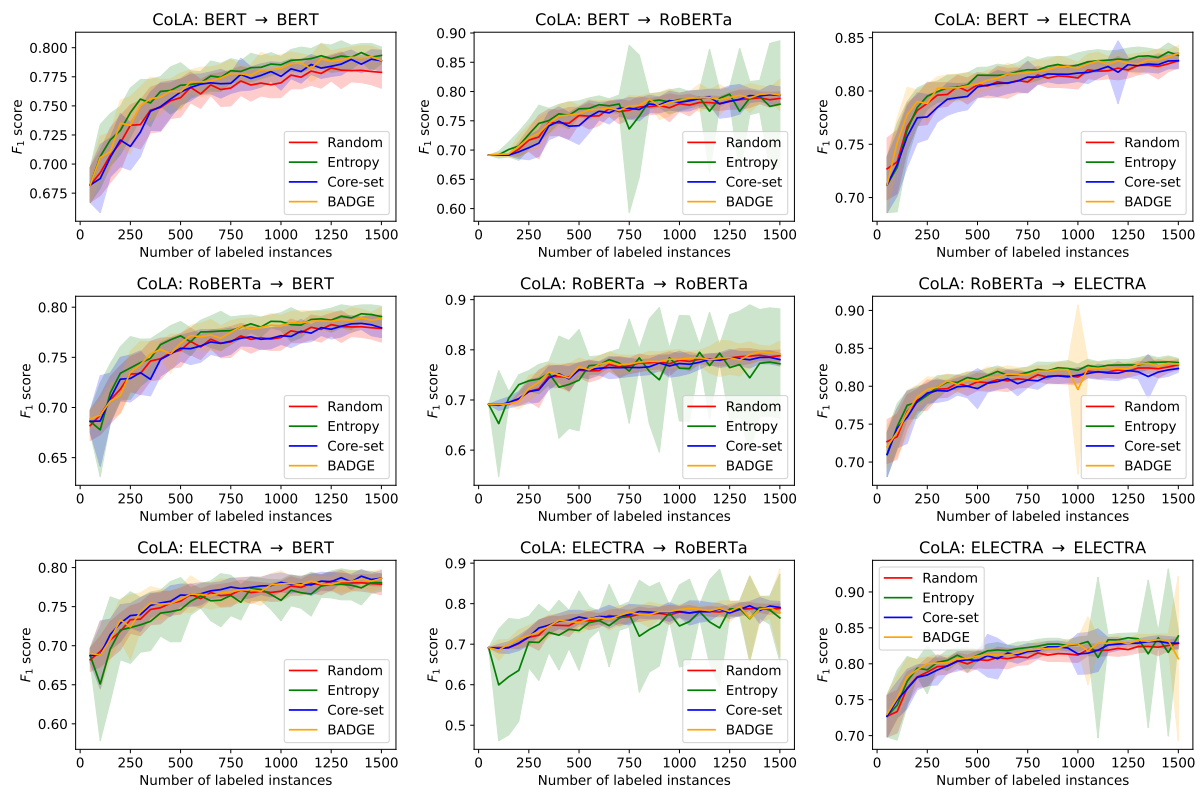 CoLA: BERT → BERT
F1 score
0.800
0.775
0.750
0.725
0.700
0.675
Random
Entropy
Core-set
BADGE
0 250 500 750 1000 1250 1500
Number of labeled instances
CoLA: BERT → RoBERTa
F1 score
0.90
0.85
0.80
0.75
0.70
0.65
0.60
Random
Entropy
Core-set
BADGE
0 250 500 750 1000 1250 1500
Number of labeled instances
CoLA: BERT → ELECTRA
F1 score
0.85
0.80
0.75
0.70
Random
Entropy
Core-set
BADGE
0 250 500 750 1000 1250 1500
Number of labeled instances
CoLA: RoBERTa → BERT
F1 score
0.80
0.75
0.70
0.65
Random
Entropy
Core-set
BADGE
0 250 500 750 1000 1250 1500
Number of labeled instances
CoLA: RoBERTa → RoBERTa
F1 score
0.9
0.8
0.7
0.6
Random
Entropy
Core-set
BADGE
0 250 500 750 1000 1250 1500
Number of labeled instances
CoLA: RoBERTa → ELECTRA
F1 score
0.90
0.85
0.80
0.75
0.70
Random
Entropy
Core-set
BADGE
0 250 500 750 1000 1250 1500
Number of labeled instances
CoLA: ELECTRA → BERT
F1 score
0.80
0.75
0.70
0.65
0.60
Random
Entropy
Core-set
BADGE
0 250 500 750 1000 1250 1500
Number of labeled instances
CoLA: ELECTRA → RoBERTa
F1 score
0.9
0.8
0.7
0.6
0.5
Random
Entropy
Core-set
BADGE
0 250 500 750 1000 1250 1500
Number of labeled instances
CoLA: ELECTRA → ELECTRA
F1 score
0.90
0.85
0.80
0.75
0.70
Random
Entropy
Core-set
BADGE
0 250 500 750 1000 1250 1500
Number of labeled instances